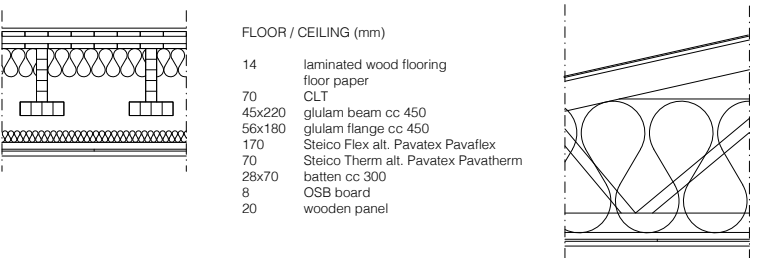 FLOOR / CEILING (mm)
14 laminated wood flooring
floor paper
70 CLT
45x220 glulam beam cc 450
56x180 glulam flange cc 450
170 Steico Flex alt. Pavatex Pavaflex
70 Steico Therm alt. Pavatex Pavatherm
28x70 batten cc 300
8 OSB board
20 wooden panel